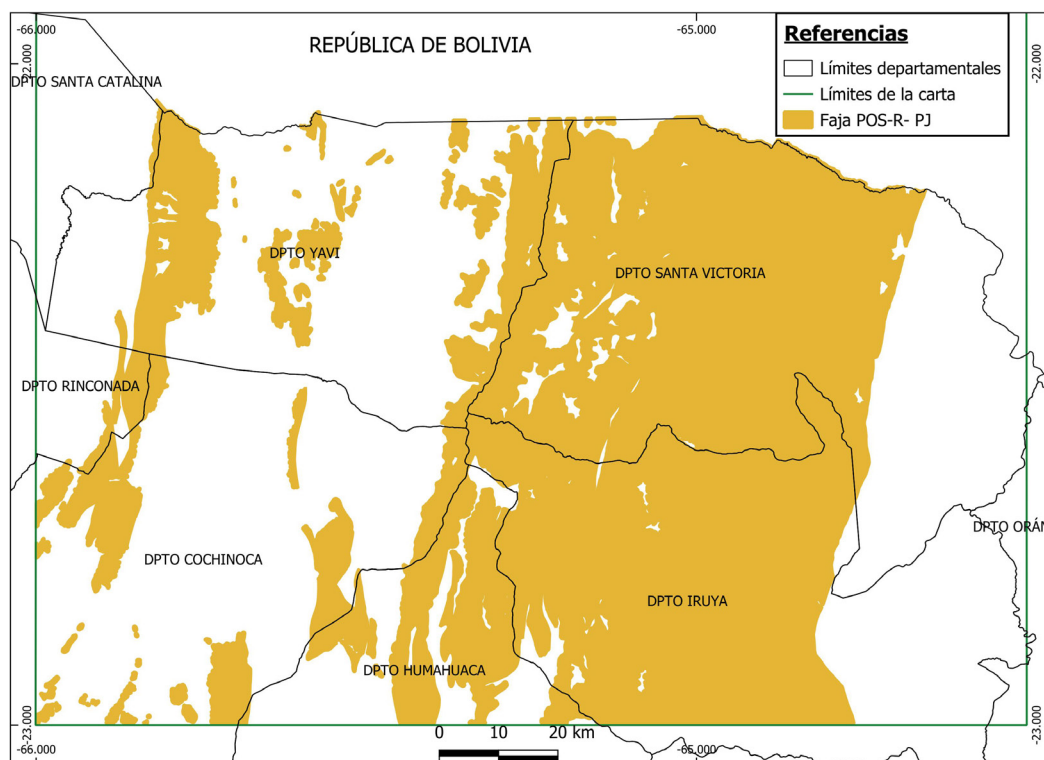 -66.000
-65.000
REPÚBLICA DE BOLIVIA
Referencias
Límites departamentales
Límites de la carta
Faja POS-R- PJ
-22.000
-22.000
DPTO SANTA CATALINA
DPTO YAVI
DPTO SANTA VICTORIA
DPTO RINCONADA
DPTO ORÁN
DPTO COCHINOCA
DPTO IRUYA
DPTO HUMAHUACA
-23.000
-23.000
0 10 20 km
-66.000
-65.000